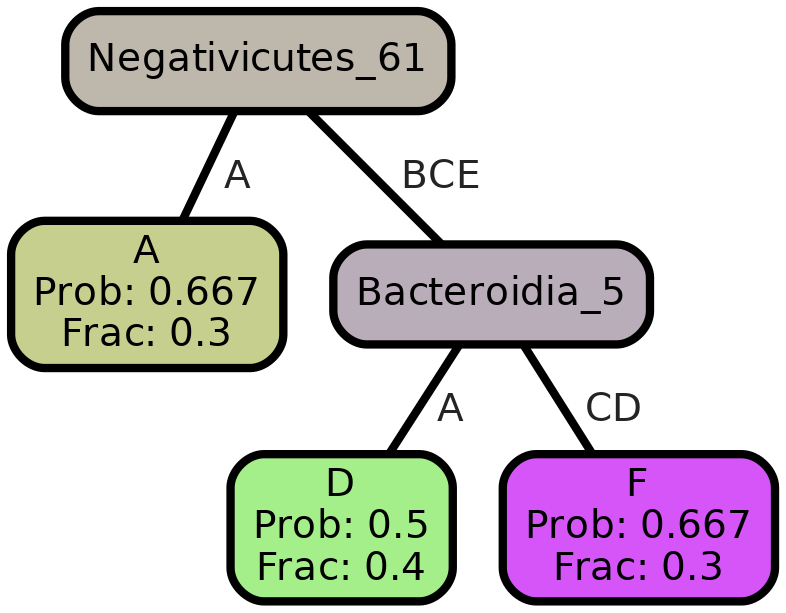 Negativicutes_61
A
BCE
A
Prob: 0.667
Frac: 0.3
Bacteroidia_5
A
CD
D
Prob: 0.5
Frac: 0.4
F
Prob: 0.667
Frac: 0.3